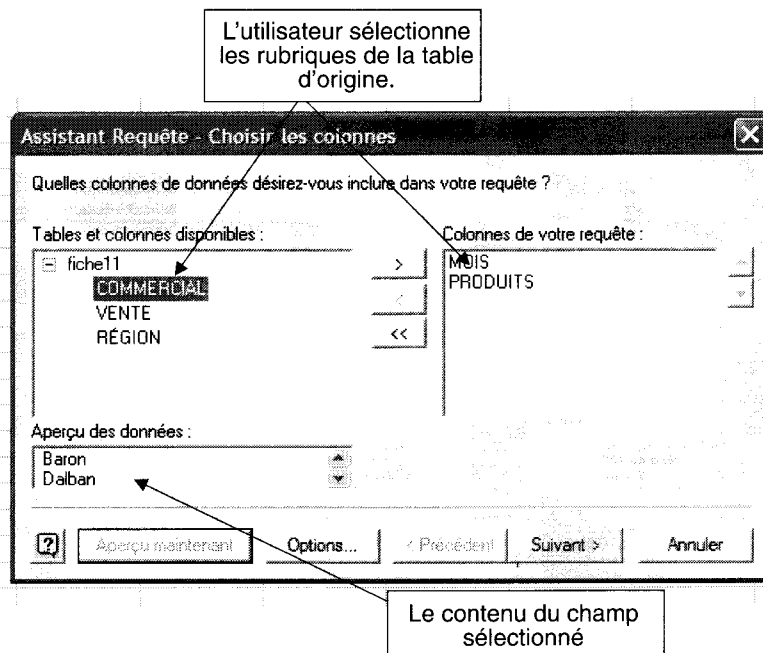 L'utilisateur sélectionne
les rubriques de la table
d'origine.
Assistant Requête - Choisir les colonnes
Quelles colonnes de données désirez-vous inclure dans votre requête ?
Tables et colonnes disponibles :
Colonnes de votre requête :
fiche11
COMMERCIAL
VENTE
RÉGION
>
<
<<
MOIS
PRODUITS
Aperçu des données :
Baron
Dalban
Aperçu maintenant
Options...
< Précédent
Suivant >
Annuler
Le contenu du champ
sélectionné